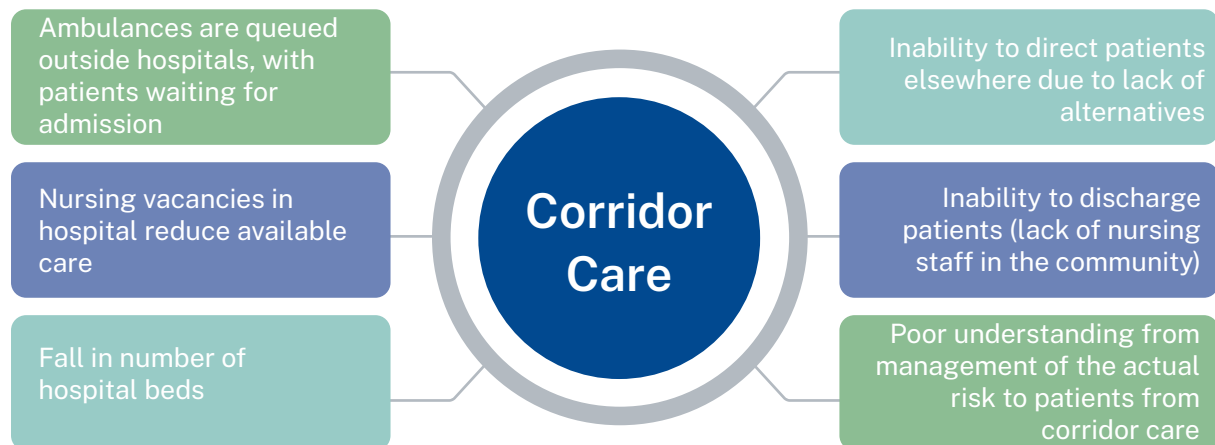 Ambulances are queued
outside hospitals, with
patients waiting for
admission
Nursing vacancies in
hospital reduce available
care
Fall in number of
hospital beds
Corridor
Care
Inability to direct patients
elsewhere due to lack of
alternatives
Inability to discharge
patients (lack of nursing
staff in the community)
Poor understanding from
management of the actual
risk to patients from
corridor care